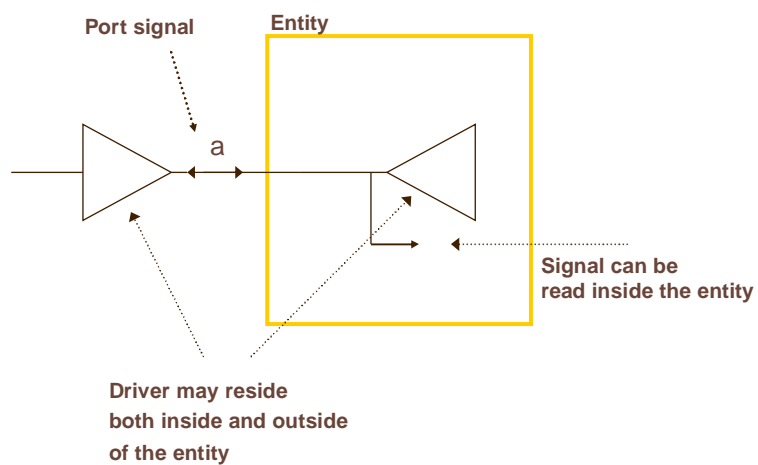 Port signal
Entity
a
Signal can be
read inside the entity
Driver may reside
both inside and outside
of the entity